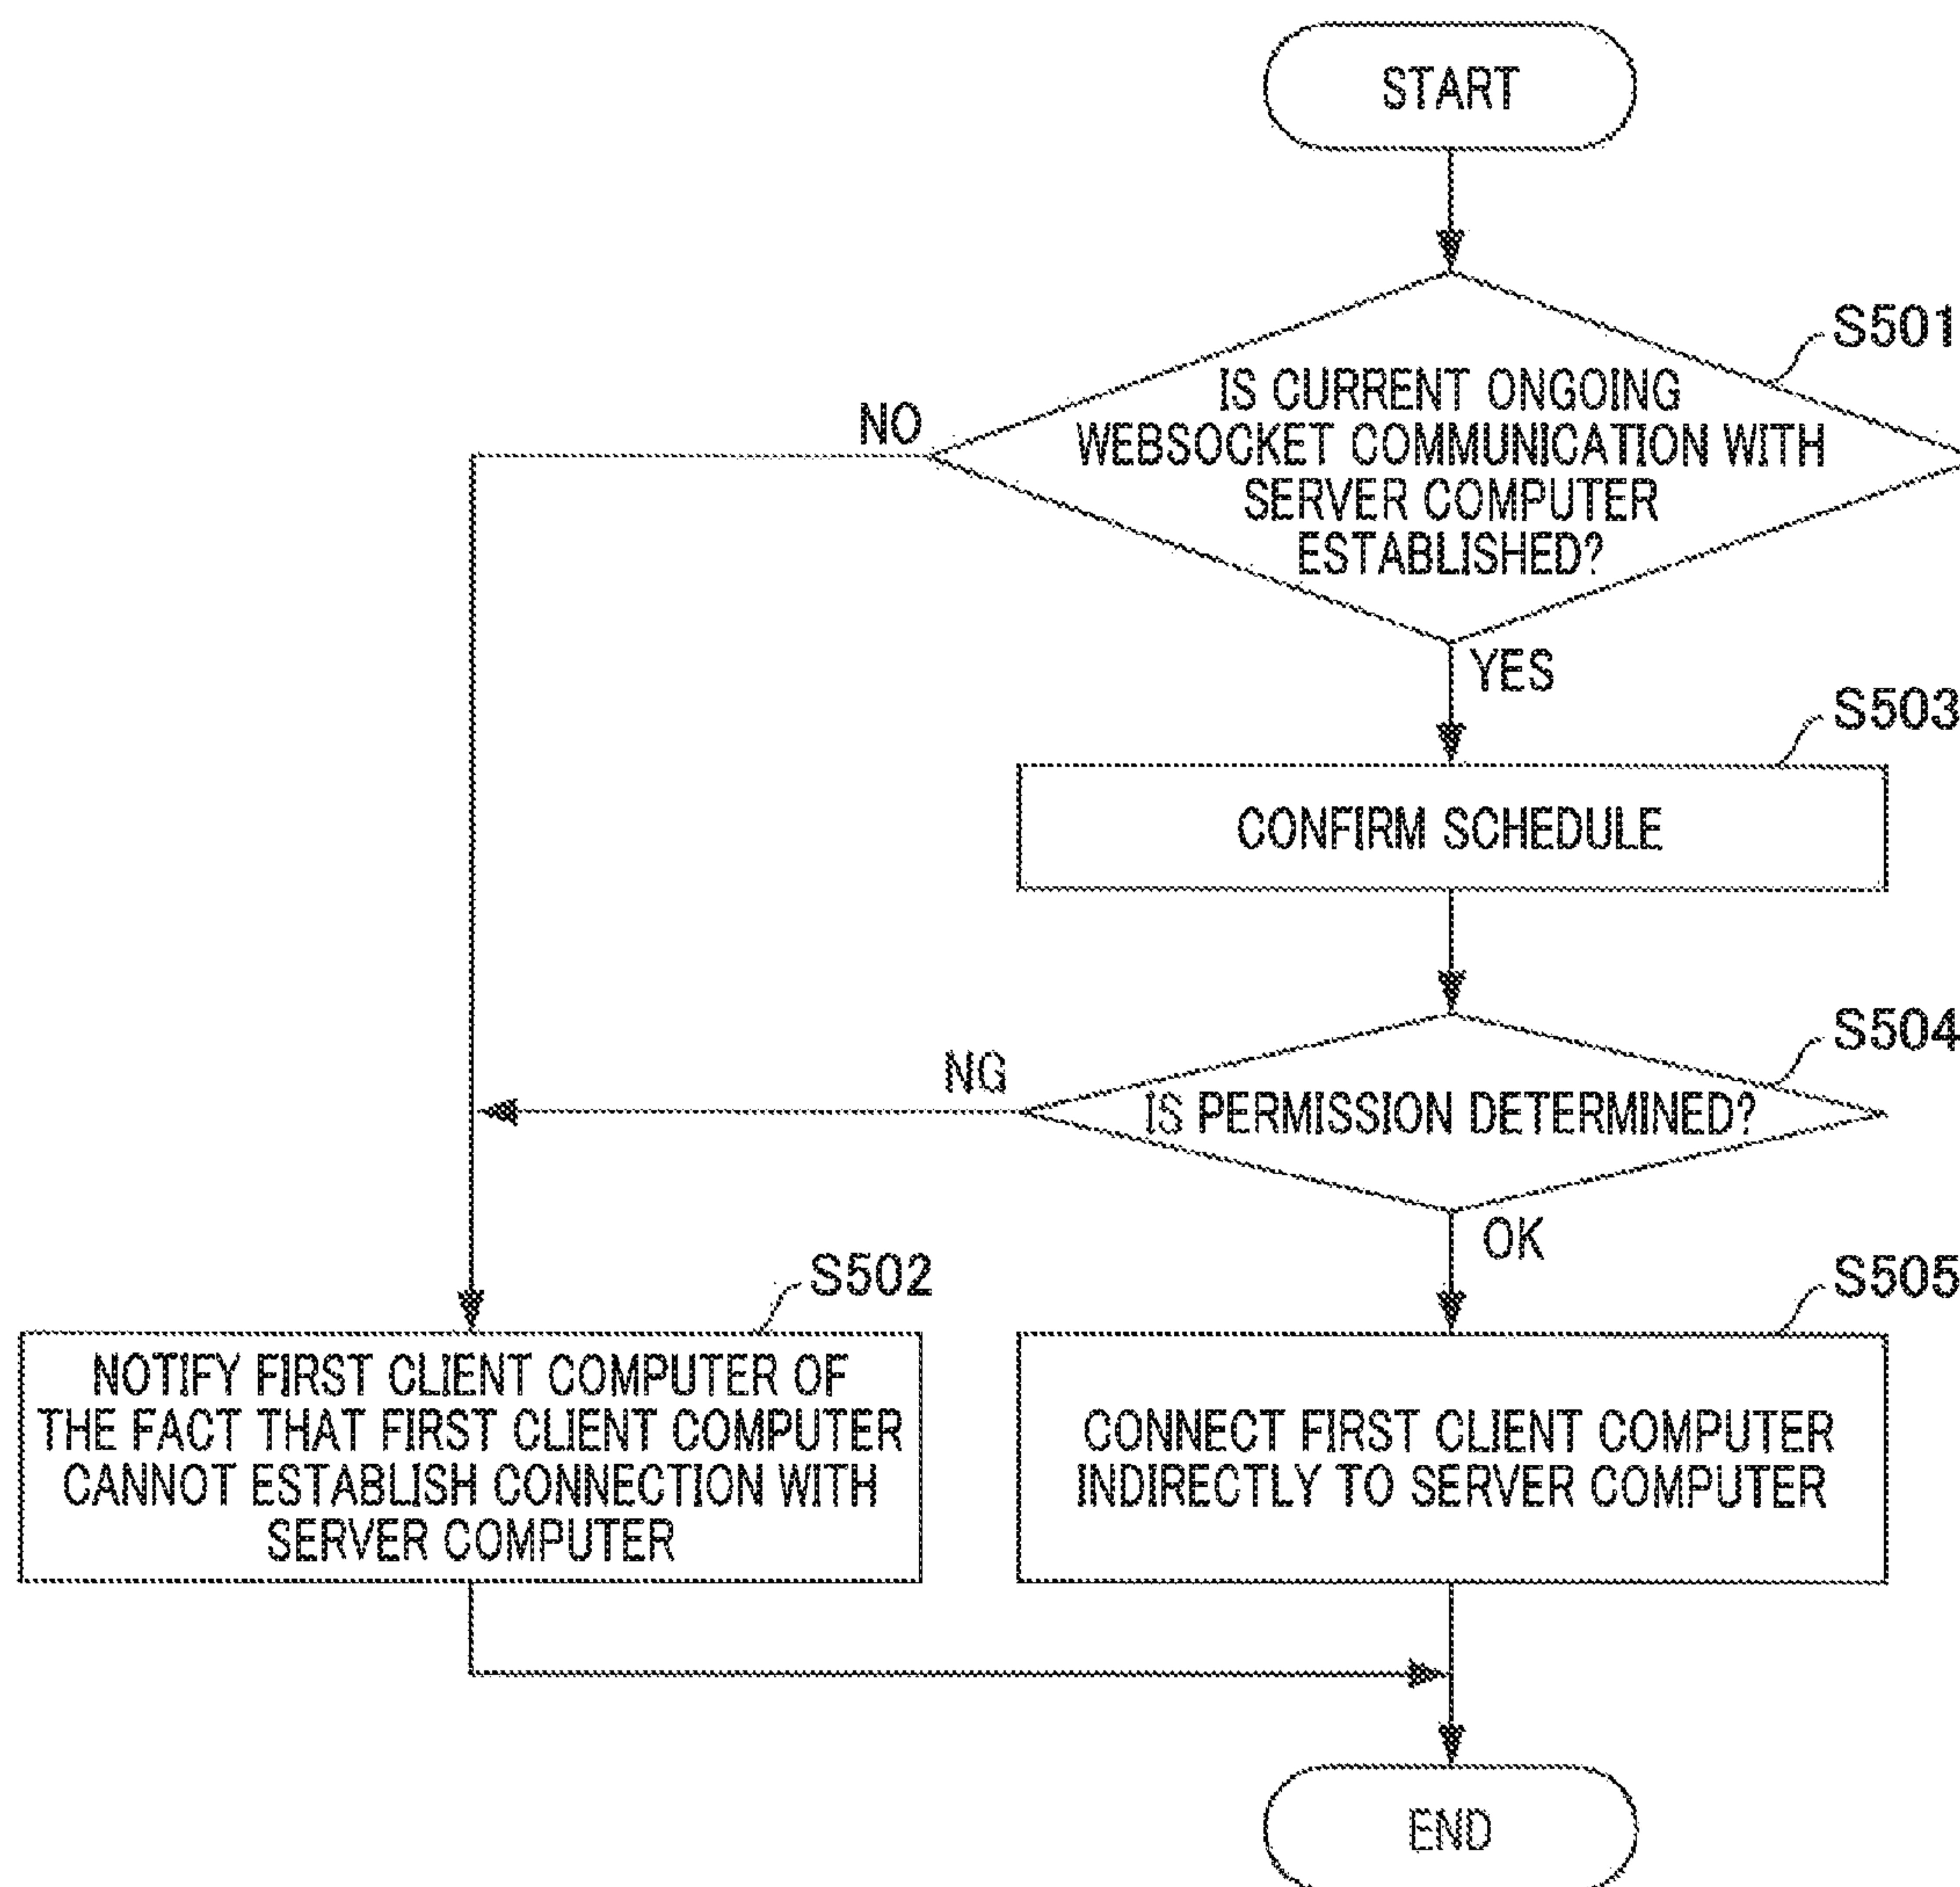 START
S501
IS CURRENT ONGOING
WEBSOCKET COMMUNICATION WITH
SERVER COMPUTER
ESTABLISHED?
NO
YES
S503
CONFIRM SCHEDULE
S504
NG
IS PERMISSION DETERMINED?
OK
S502
NOTIFY FIRST CLIENT COMPUTER OF
THE FACT THAT FIRST CLIENT COMPUTER
CANNOT ESTABLISH CONNECTION WITH
SERVER COMPUTER
S505
CONNECT FIRST CLIENT COMPUTER
INDIRECTLY TO SERVER COMPUTER
END